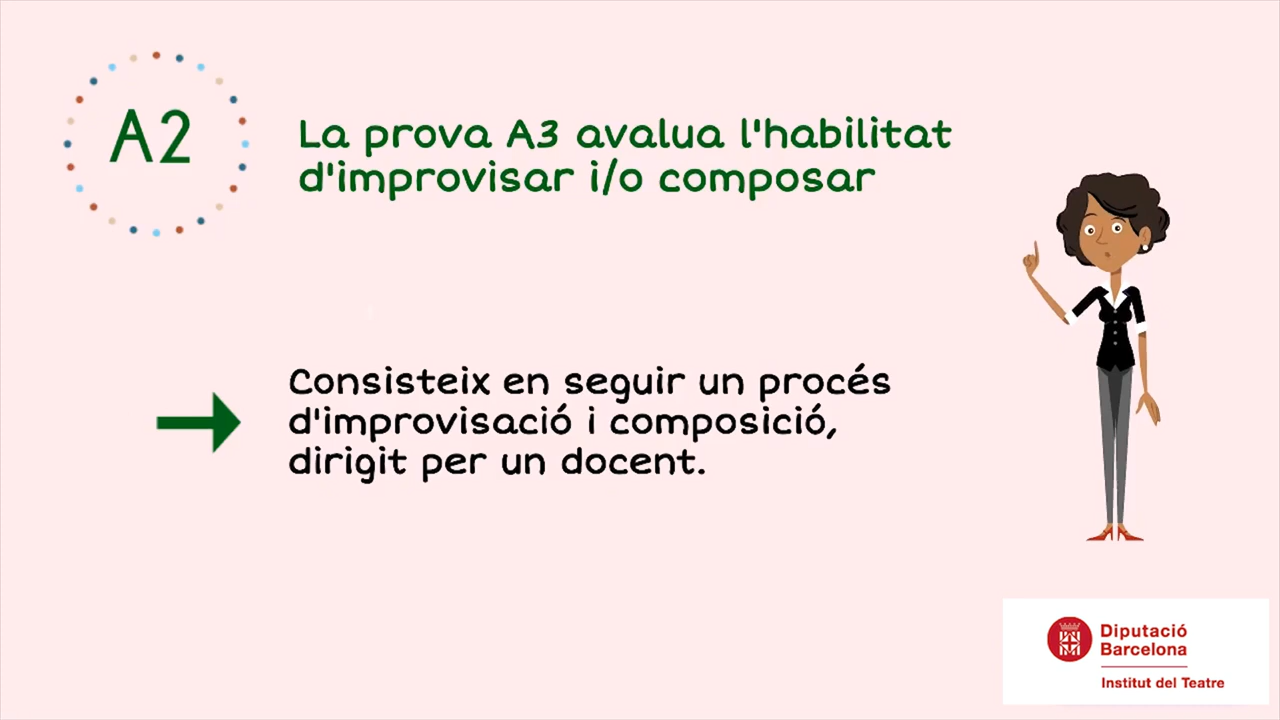 A2
La prova A3 avalua l'habilitat
d'improvisar i/o composar
Consisteix en seguir un procés
d'improvisació i composició,
dirigit per un docent.
Diputació
Barcelona
Institut del Teatre